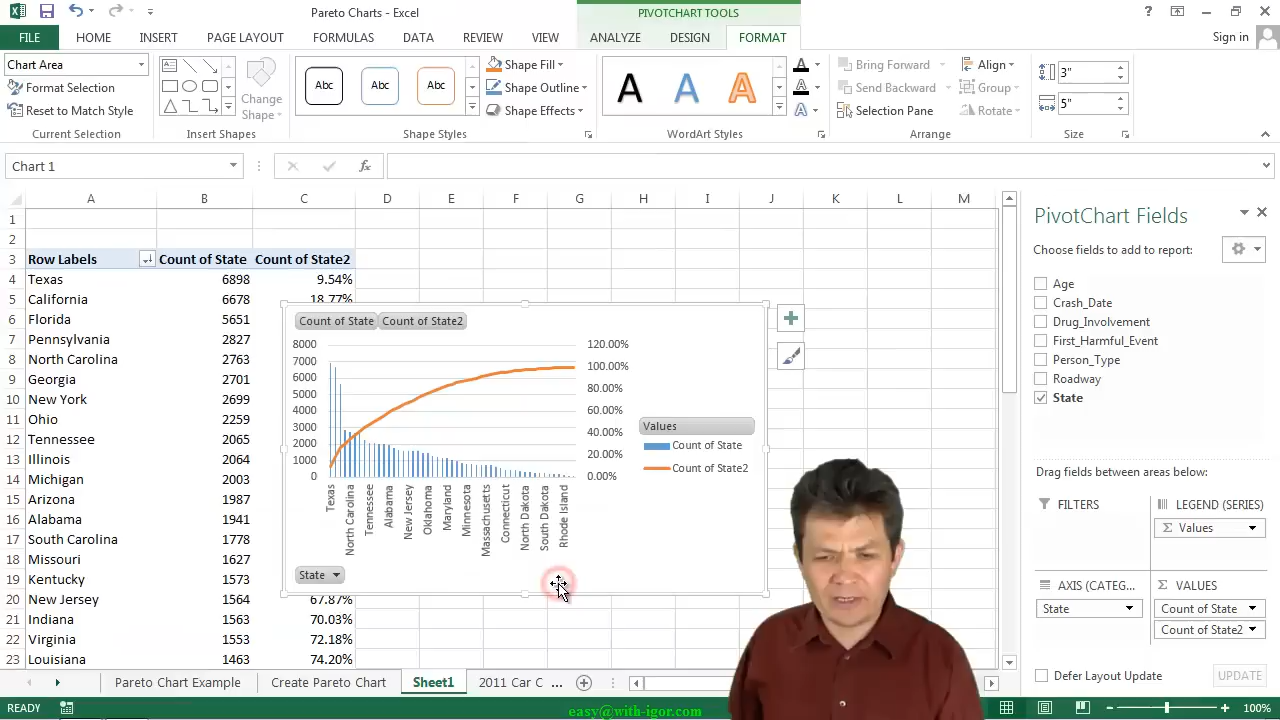 Pareto Charts - Excel
PIVOTCHART TOOLS
?
FILE HOME INSERT PAGE LAYOUT FORMULAS DATA REVIEW VIEW ANALYZE DESIGN FORMAT Sign in
Chart Area
Format Selection
Reset to Match Style
Current Selection
Change
Shape
Insert Shapes
Abc Abc Abc
Shape Fill
Shape Outline
Shape Effects
Shape Styles
A A A
WordArt Styles
Bring Forward
Send Backward
Selection Pane
Align
Group
Rotate
Arrange
3"
5"
Size
Chart 1
fx
A B C D E F G H I J K L M
1
2
3 Row Labels Count of State Count of State2
4 Texas 6898 9.54%
5 California 6678 18.77%
6 Florida 5651
7 Pennsylvania 2827
8 North Carolina 2763
9 Georgia 2701
10 New York 2699
11 Ohio 2259
12 Tennessee 2065
13 Illinois 2064
14 Michigan 2003
15 Arizona 1987
16 Alabama 1941
17 South Carolina 1778
18 Missouri 1627
19 Kentucky 1573
20 New Jersey 1564 67.87%
21 Indiana 1563 70.03%
22 Virginia 1553 72.18%
23 Louisiana 1463 74.20%
Count of State Count of State2
8000
7000
6000
5000
4000
3000
2000
1000
0
120.00%
100.00%
80.00%
60.00%
40.00%
20.00%
0.00%
Texas
North Carolina
Tennessee
Alabama
New Jersey
Oklahoma
Maryland
Minnesota
Massachusetts
Connecticut
North Dakota
South Dakota
Rhode Island
Values
Count of State
Count of State2
State
PivotChart Fields
Choose fields to add to report:
Age
Crash_Date
Drug_Involvement
First_Harmful_Event
Person_Type
Roadway
State
Drag fields between areas below:
FILTERS
LEGEND (SERIES)
Values
AXIS (CATEG...
State
Σ VALUES
Count of State
Count of State2
Defer Layout Update
UPDATE
Pareto Chart Example Create Pareto Chart Sheet1 2011 Car C ...
READY
easy@with-igor.com
100%